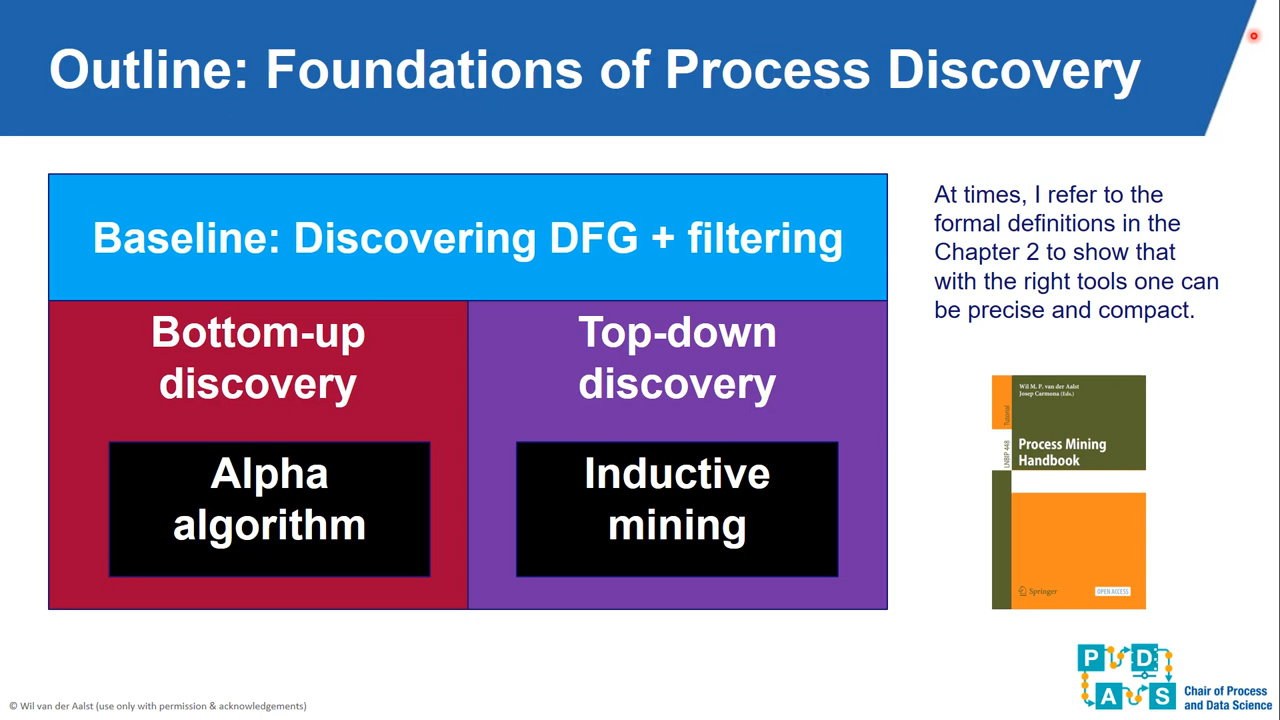 Outline: Foundations of Process Discovery
Baseline: Discovering DFG + filtering
Bottom-up
discovery
Alpha
algorithm
Top-down
discovery
Inductive
mining
At times, I refer to the
formal definitions in the
Chapter 2 to show that
with the right tools one can
be precise and compact.
Wil M. P. van der Aalst
Josep Carmona (Eds.)
Tutorial
LNBIP 448
Process Mining
Handbook
Springer
OPEN ACCESS
P D
A S
Chair of Process
and Data Science
© Wil van der Aalst (use only with permission & acknowledgements)